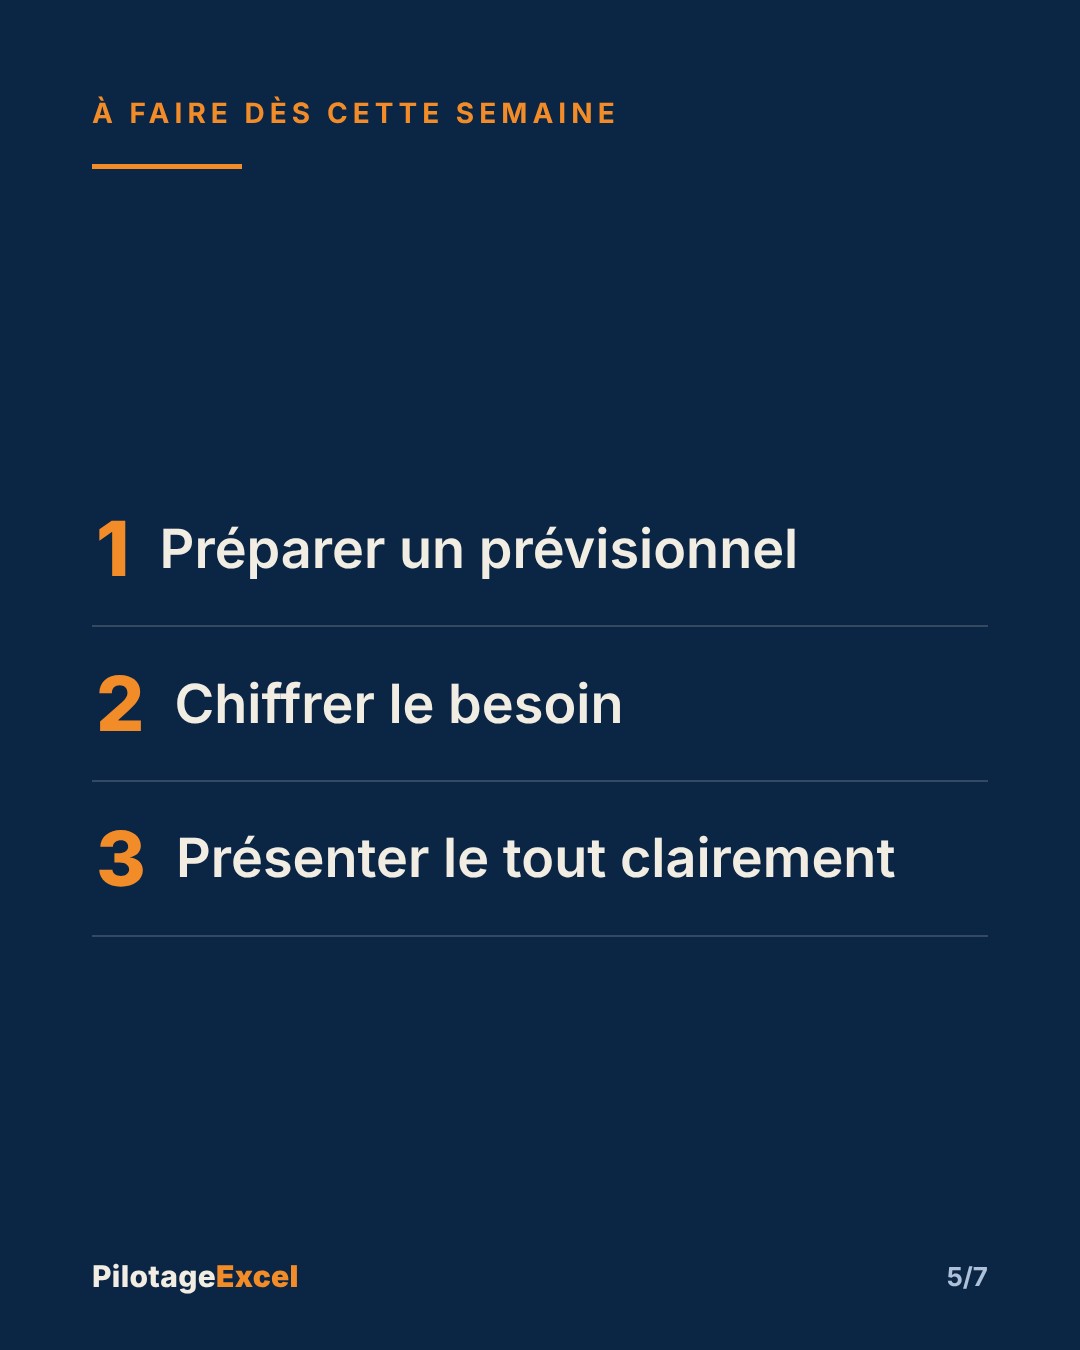 À FAIRE DÈS CETTE SEMAINE
1 Préparer un prévisionnel
2 Chiffrer le besoin
3 Présenter le tout clairement
PilotageExcel
5/7